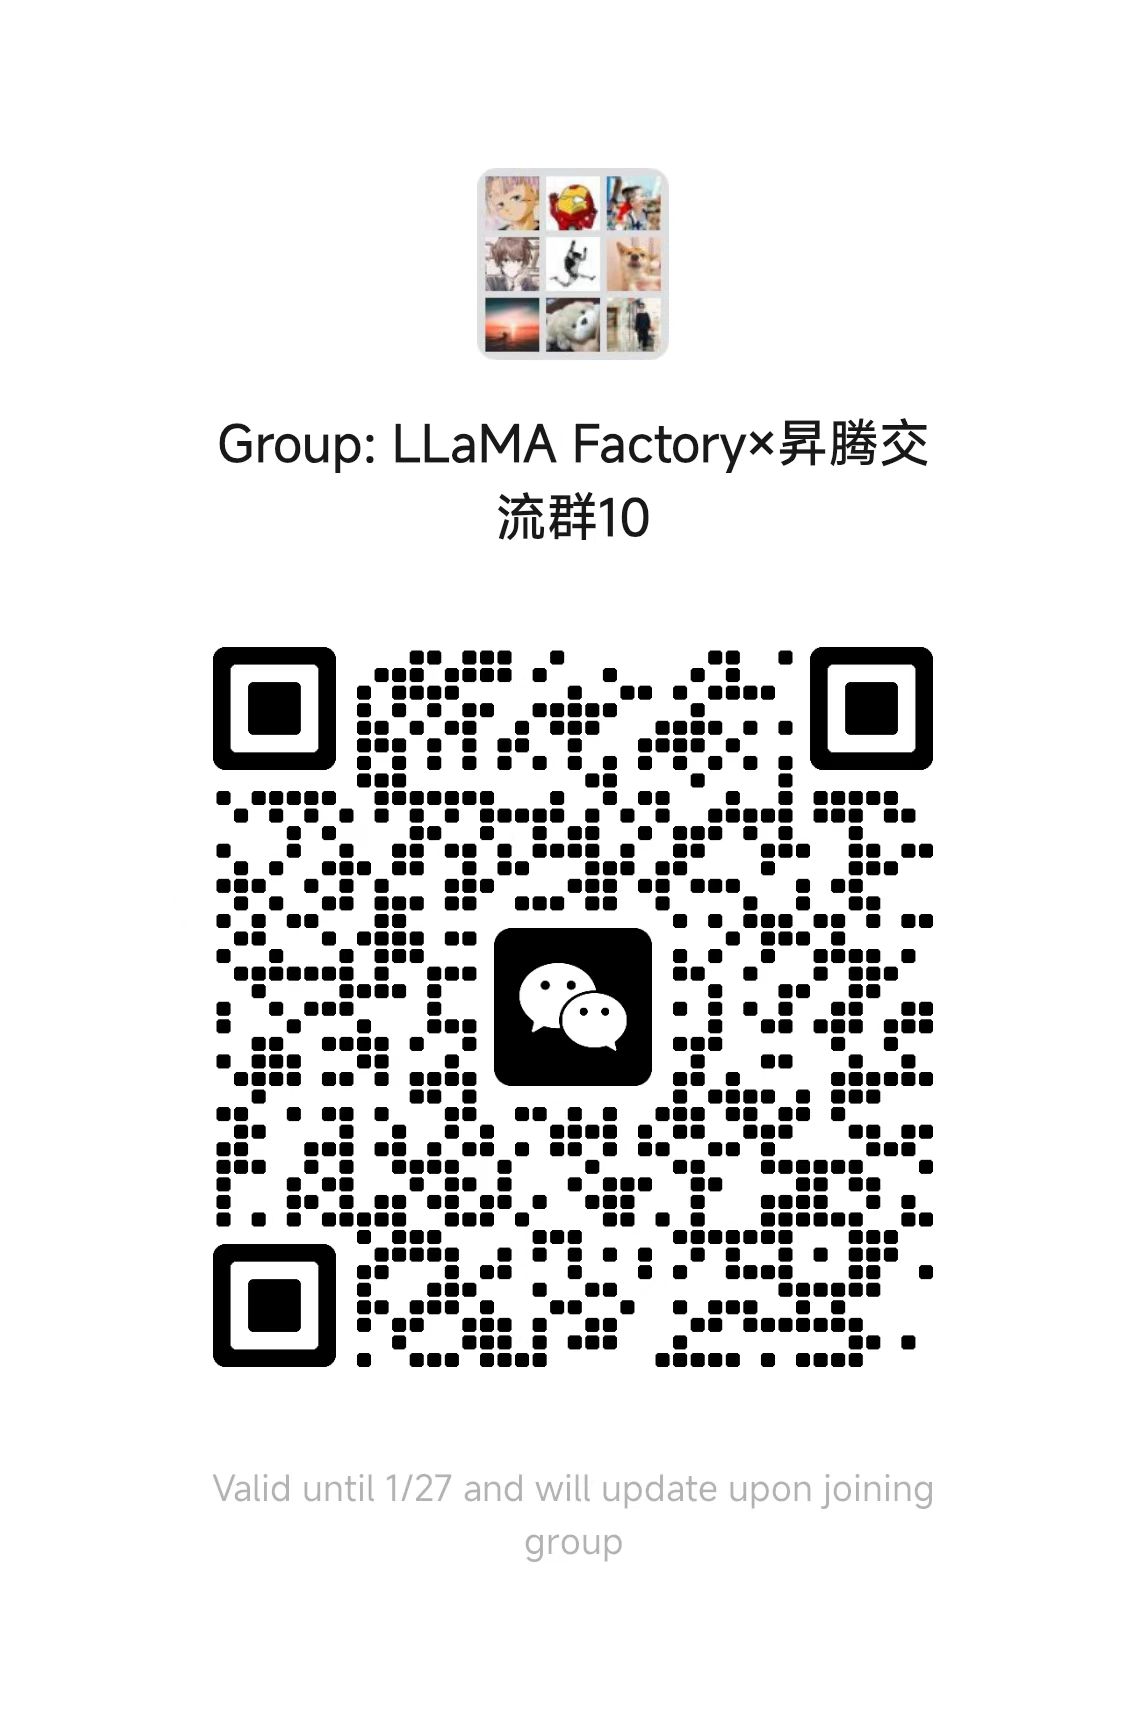 Group: LLaMA Factory×昇腾交
流群10
Valid until 1/27 and will update upon joining
group